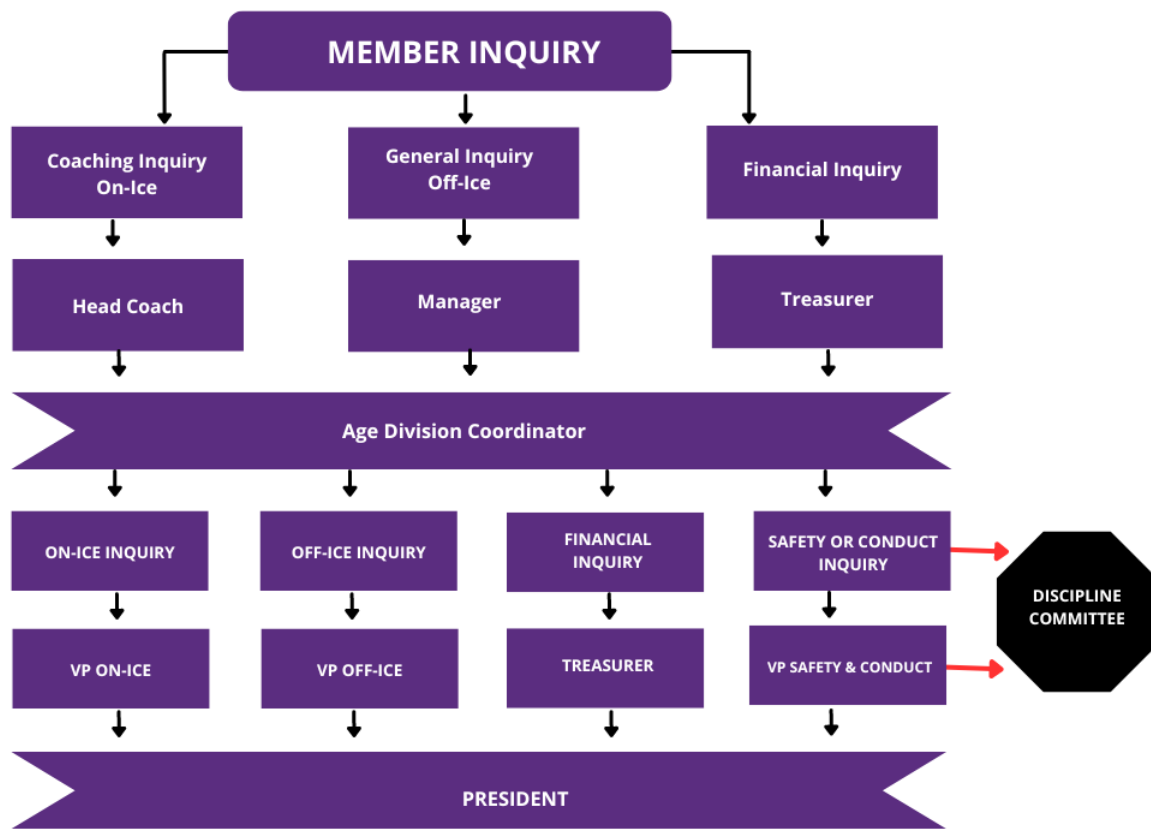 MEMBER INQUIRY
Coaching Inquiry
On-Ice
General Inquiry
Off-Ice
Financial Inquiry
Head Coach
Manager
Treasurer
Age Division Coordinator
ON-ICE INQUIRY
OFF-ICE INQUIRY
FINANCIAL
INQUIRY
SAFETY OR CONDUCT
INQUIRY
DISCIPLINE
COMMITTEE
VP ON-ICE
VP OFF-ICE
TREASURER
VP SAFETY & CONDUCT
PRESIDENT